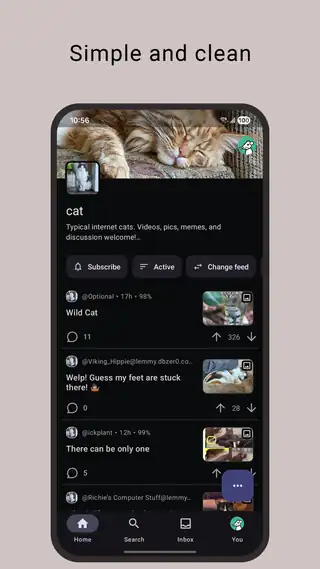 Simple and clean
10:56
100
cat
Typical internet cats. Videos, pics, memes, and
discussion welcome!..
Subscribe
Active
Change feed
@Optional • 17h • 98%
Wild Cat
11
326
@Viking_Hippie@lemmy.dbzer0.co..
Welp! Guess my feet are stuck
there! 🤷🏽
0
28
@ickplant • 12h • 99%
There can be only one
5
@Richie's Computer Stuff@lemmy..
Home
Search
Inbox
You